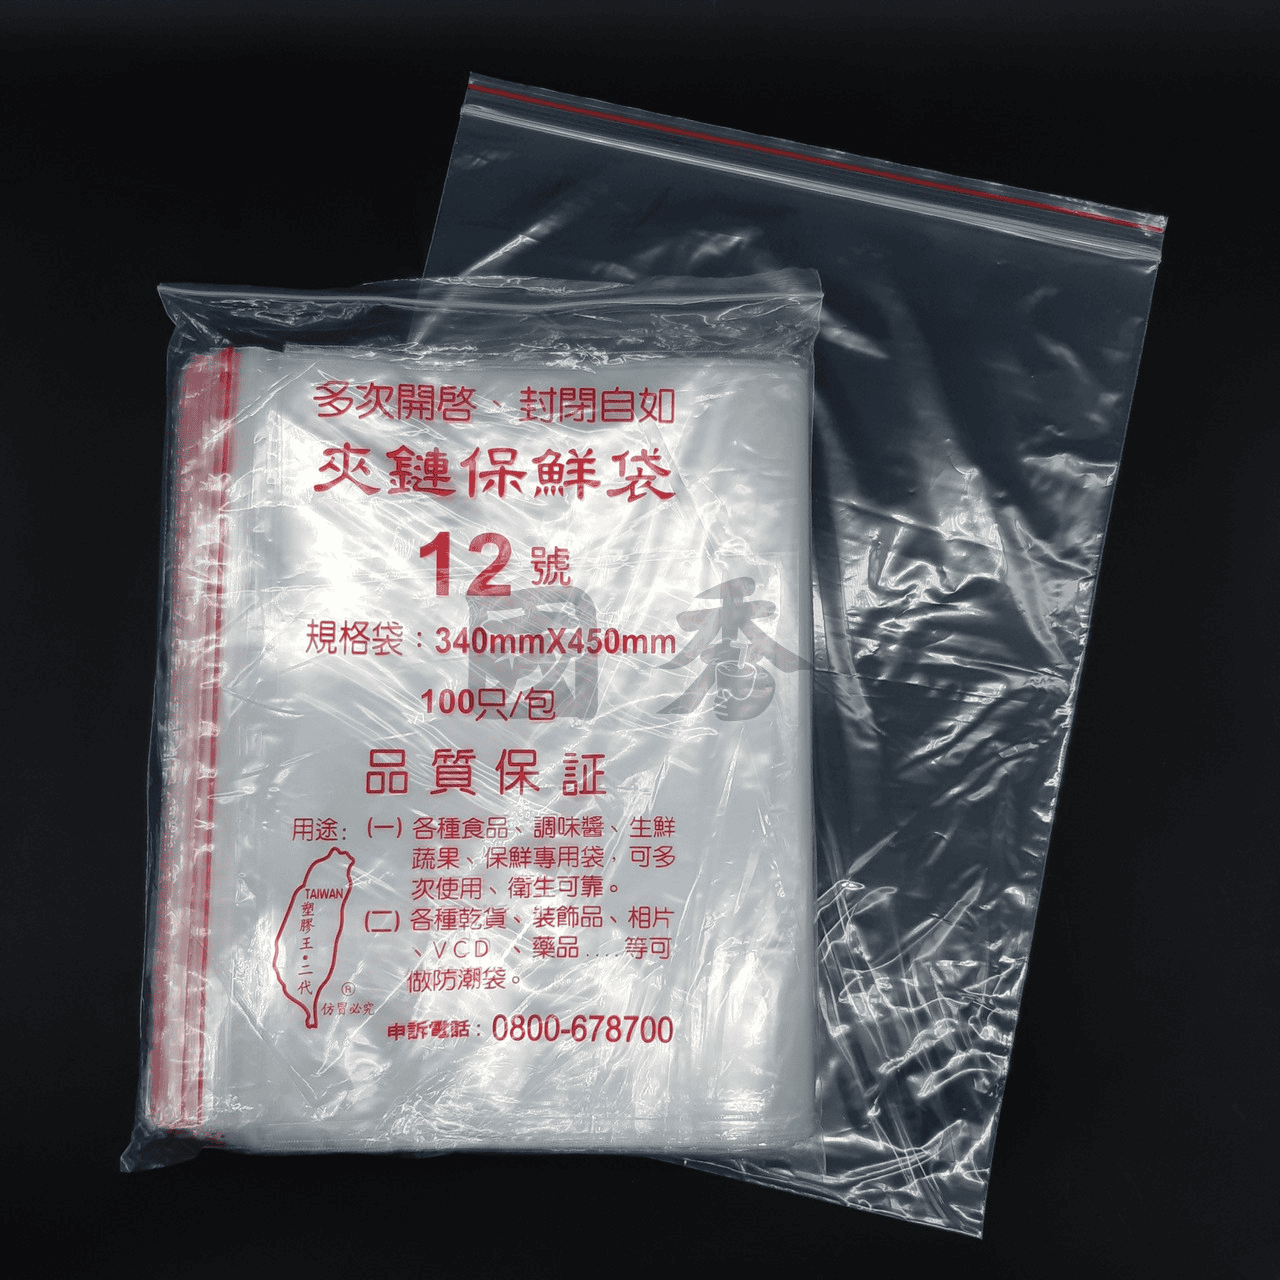 多次開啓、封閉自如
夾鏈保鮮袋
12號
規格袋：340mmX450mm
國秀
100只/包
品質保証
用途：(一)各種食品、調味醬、生鮮
蔬果、保鮮專用袋，可多
次使用、衛生可靠。
(二)各種乾貨、裝飾品、相片
、VCD、藥品....等可
做防潮袋。
TAIWAN
塑膠王•二代
®
仿冒必究
申訴電話：0800-678700